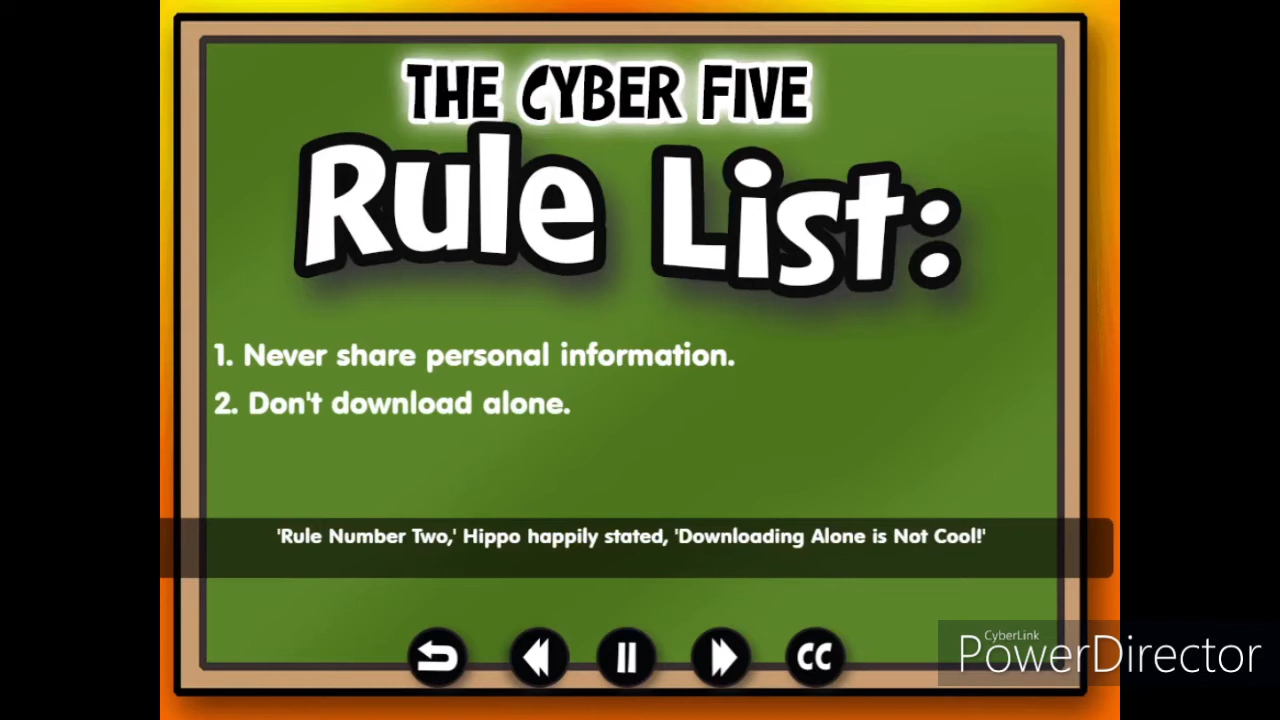 THE CYBER FIVE
Rule List:
1. Never share personal information.
2. Don't download alone.
'Rule Number Two,' Hippo happily stated, 'Downloading Alone is Not Cool!'
CC
CyberLink
PowerDirector